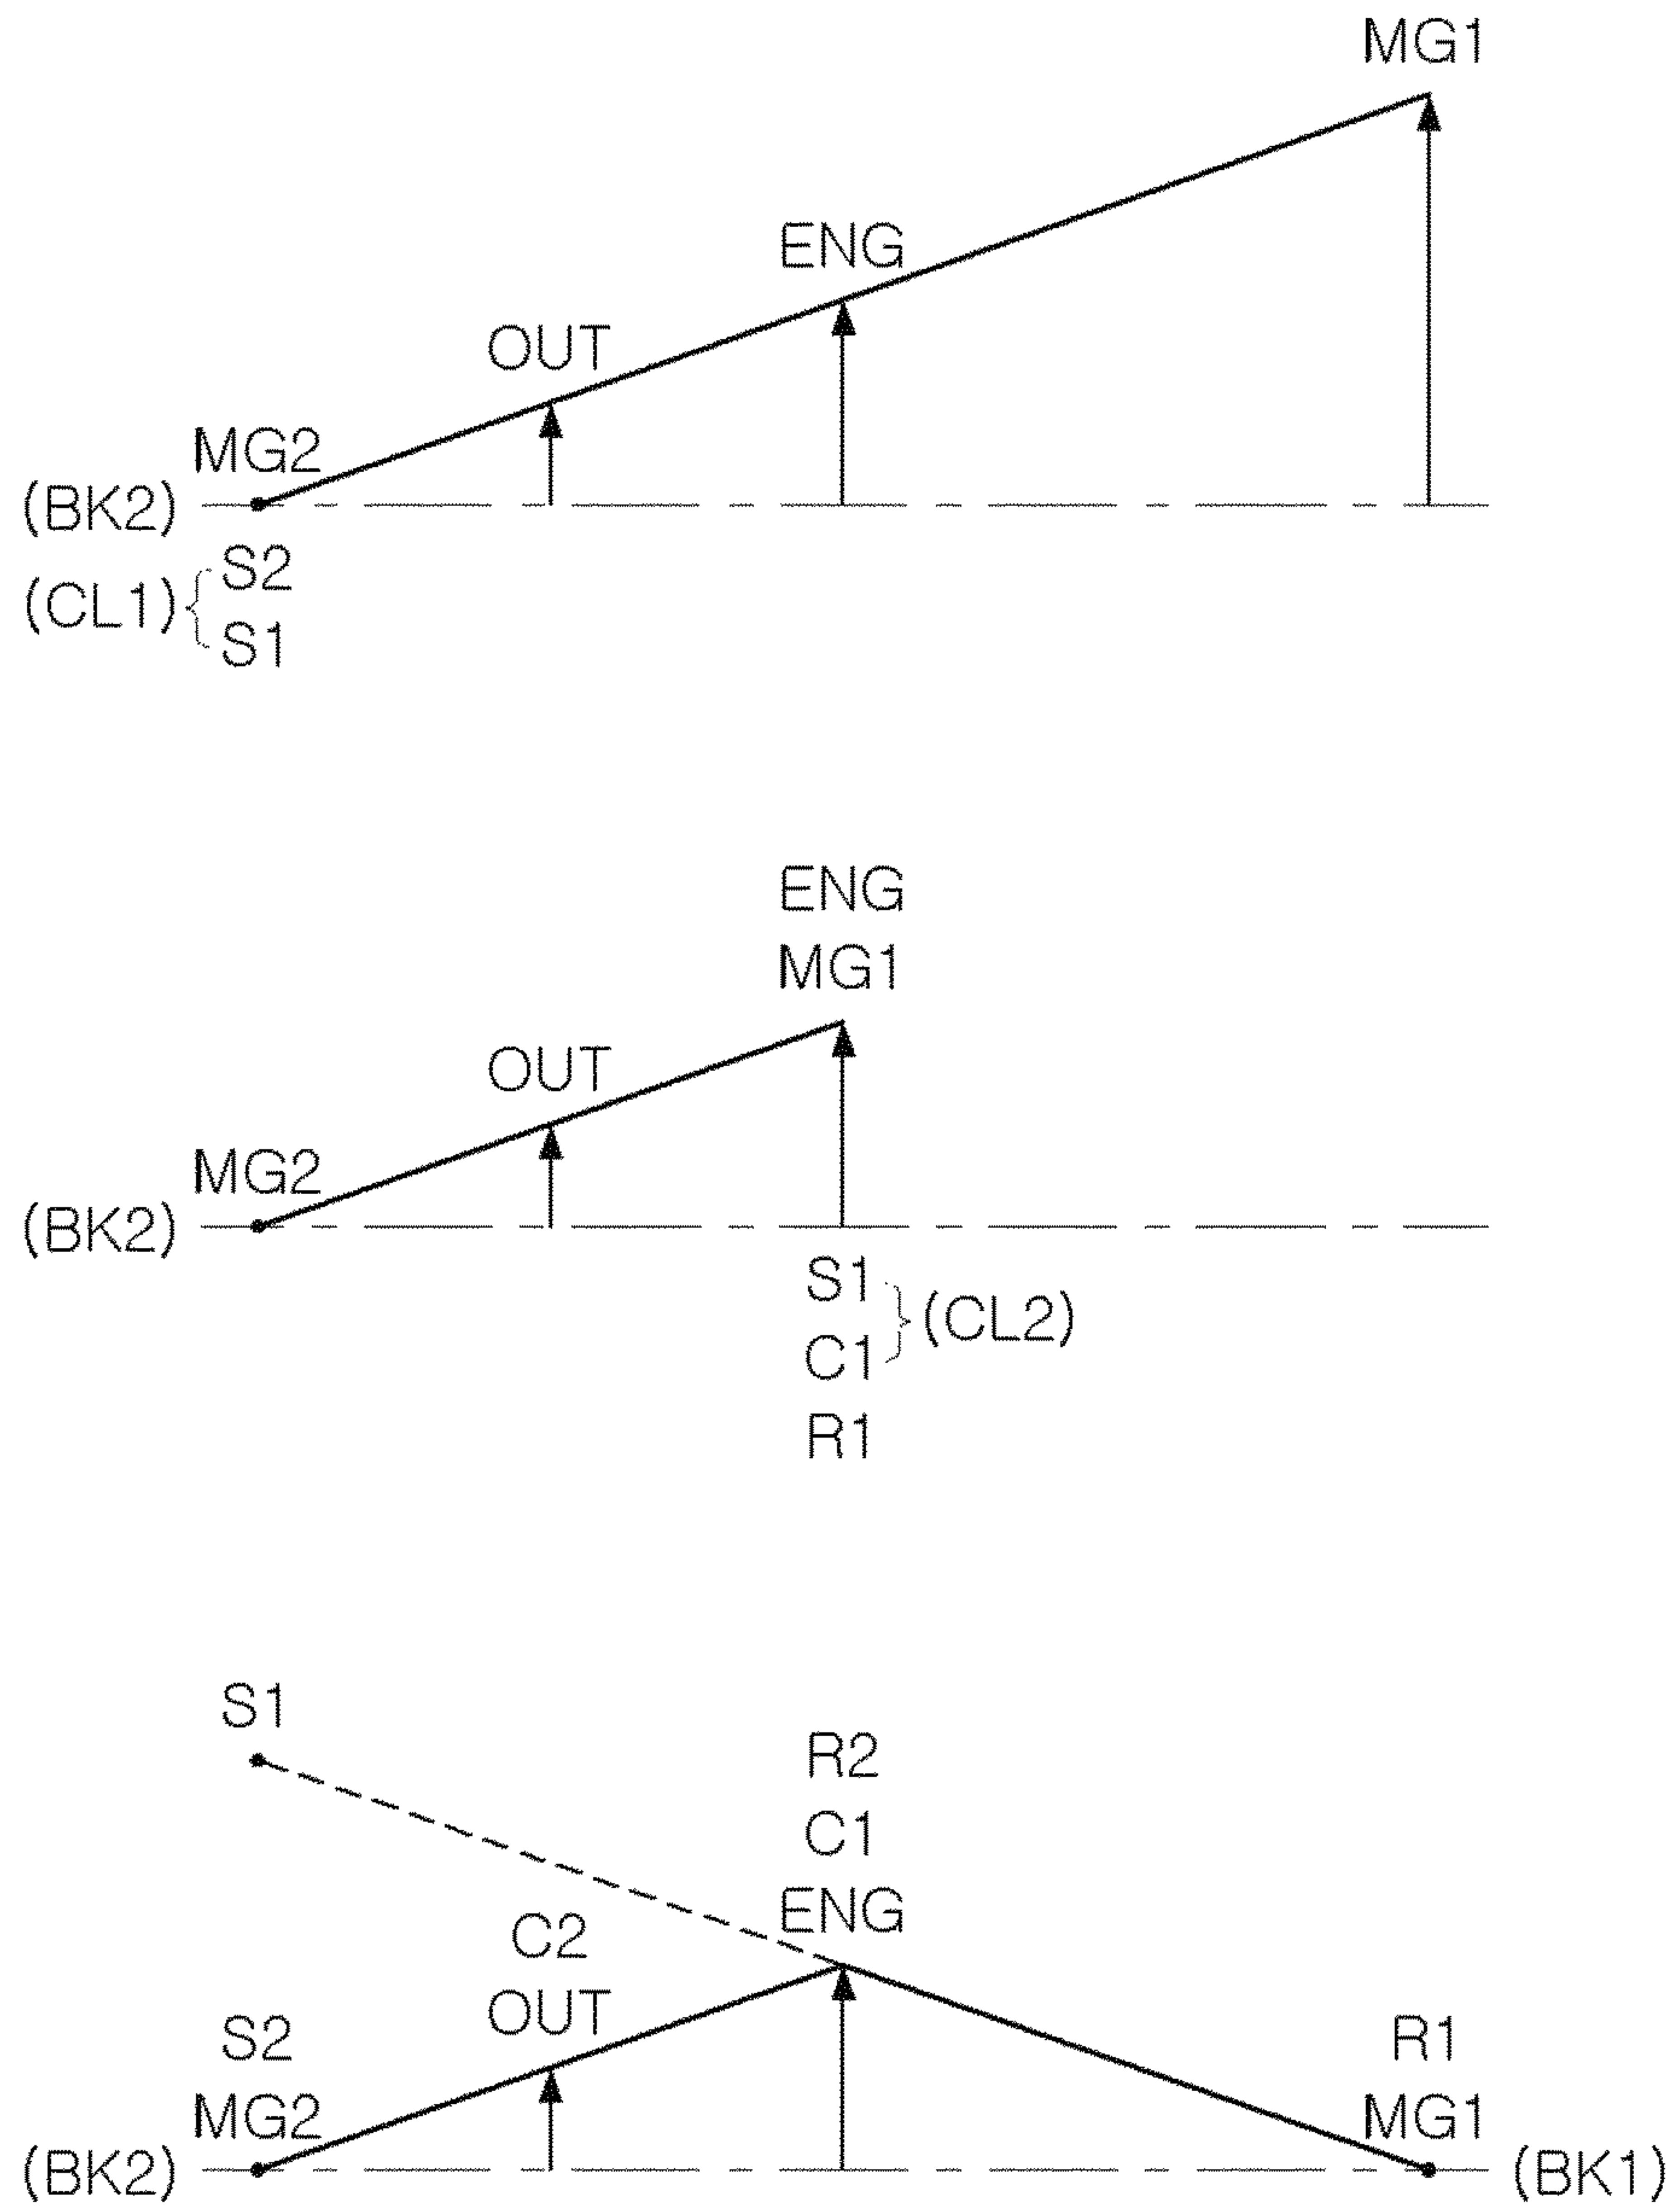 MG1
ENG
OUT
MG2
(BK2)
(CL1) S2
S1
ENG
MG1
OUT
MG2
(BK2)
S1
C1 (CL2)
R1
S1
R2
C1
ENG
C2
OUT
S2
MG2
R1
MG1
(BK2) (BK1)